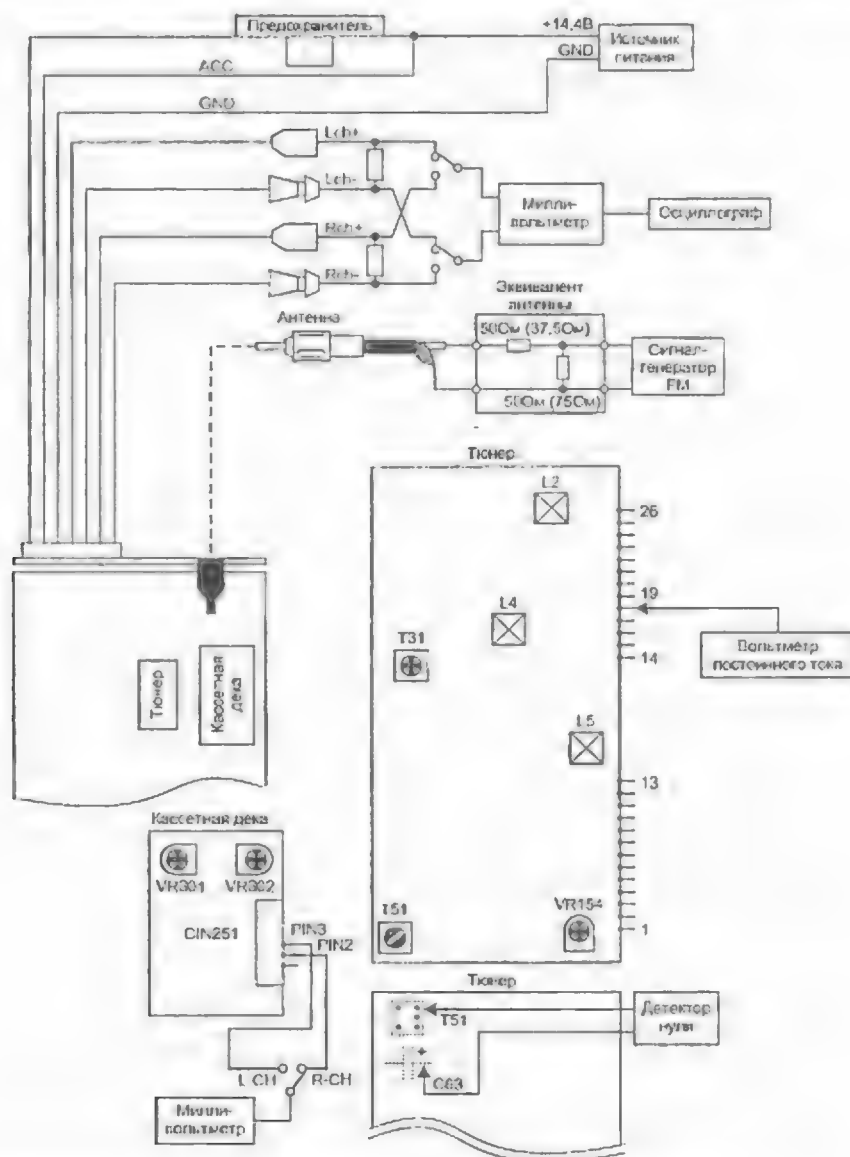 Предохранитель
+14,4В
Источник
питания
GND
ACC
GND
Lch+
Lch-
Rch+
Rch-
Милли-
вольтметр
Осциллограф
Эквивалент
антенны
Антенна
50Ом (37,5Ом)
50Ом (75Ом)
Сигнал-
генератор
FM
Тюнер
L2
26
L4
19
T31
14
Вольтметр
постоянного тока
Тюнер
Кассетная
дека
L5
13
Кассетная дека
VR301
VR302
CIN251
PIN3
PIN2
T51
VR154
1
Тюнер
T51
Детектор
нуля
C63
L-CH
R-CH
Милли-
вольтметр